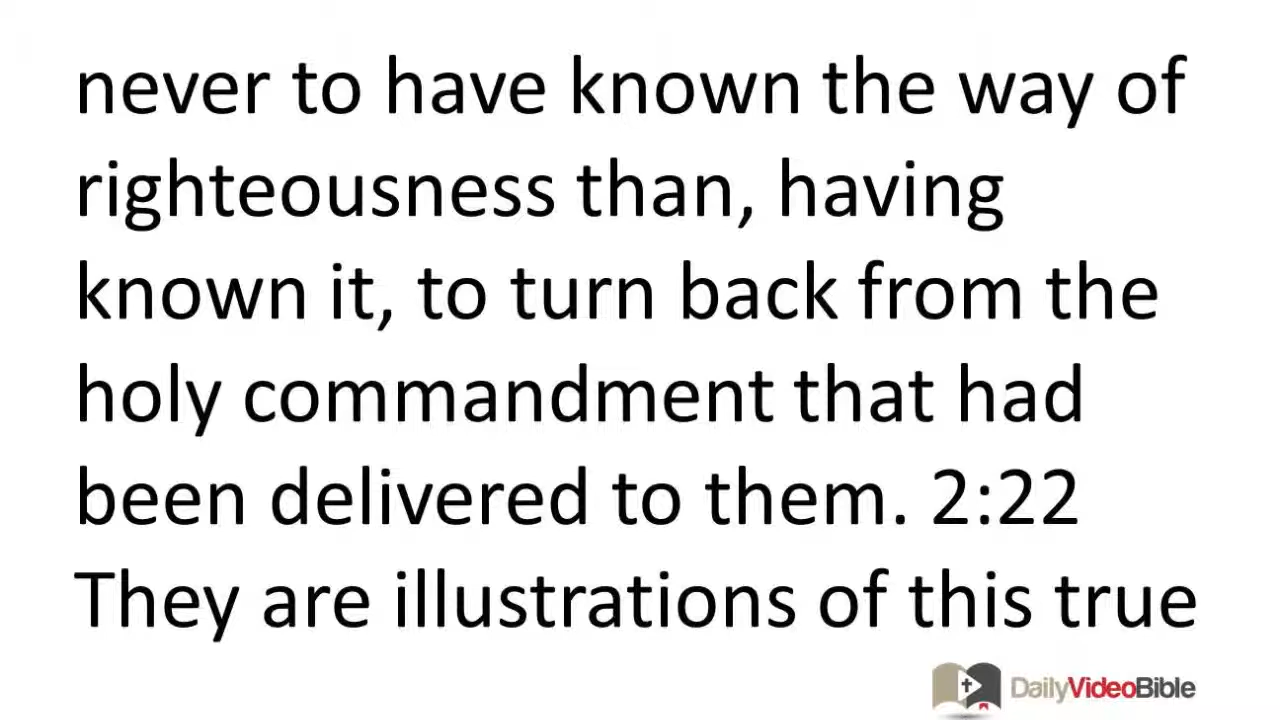 never to have known the way of
righteousness than, having
known it, to turn back from the
holy commandment that had
been delivered to them. 2:22
They are illustrations of this true
DailyVideoBible